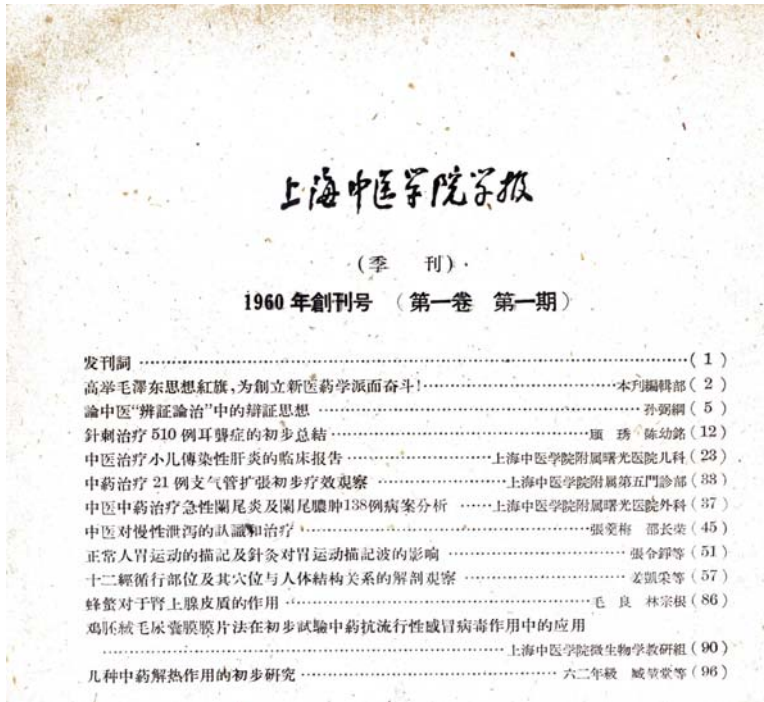 上海中医学院学报
(季 刊)
1960年創刊号 (第一卷 第一期)
发刊詞 (1)
高举毛澤东思想紅旗,为創立新医葯学派而奋斗! 本刊編輯部 (2)
論中医“辨証論治”中的辯証思想 孙弼綱 (5)
針刺治疗510例耳聾症的初步总結 顾 琇 陈幼銘 (12)
中医治疗小儿傳染性肝炎的临床报告 上海中医学院附属曙光医院儿科 (23)
中葯治疗21例支气管扩張初步疗效覌察 上海中医学院附属第五門診部 (33)
中医中葯治疗急性闌尾炎及闌尾膿肿138例病案分析 上海中医学院附属曙光医院外科 (37)
中医对慢性泄泻的認識和治疗 張 梅 邵长荣 (45)
正常人胃运动的描記及針灸对胃运动描記波的影响 張令錚等 (51)
十二經循行部位及其穴位与人体結构关系的解剖覌察 姜凱采等 (57)
蜂螫对于腎上腺皮質的作用 毛 良 林宗根 (86)
鸡胚絨毛尿囊膜膜片法在初步試驗中葯抗流行性感冒病毒作用中的应用
上海中医学院微生物学教研組 (90)
几种中葯解热作用的初步研究 六二年級 臧堂等 (96)